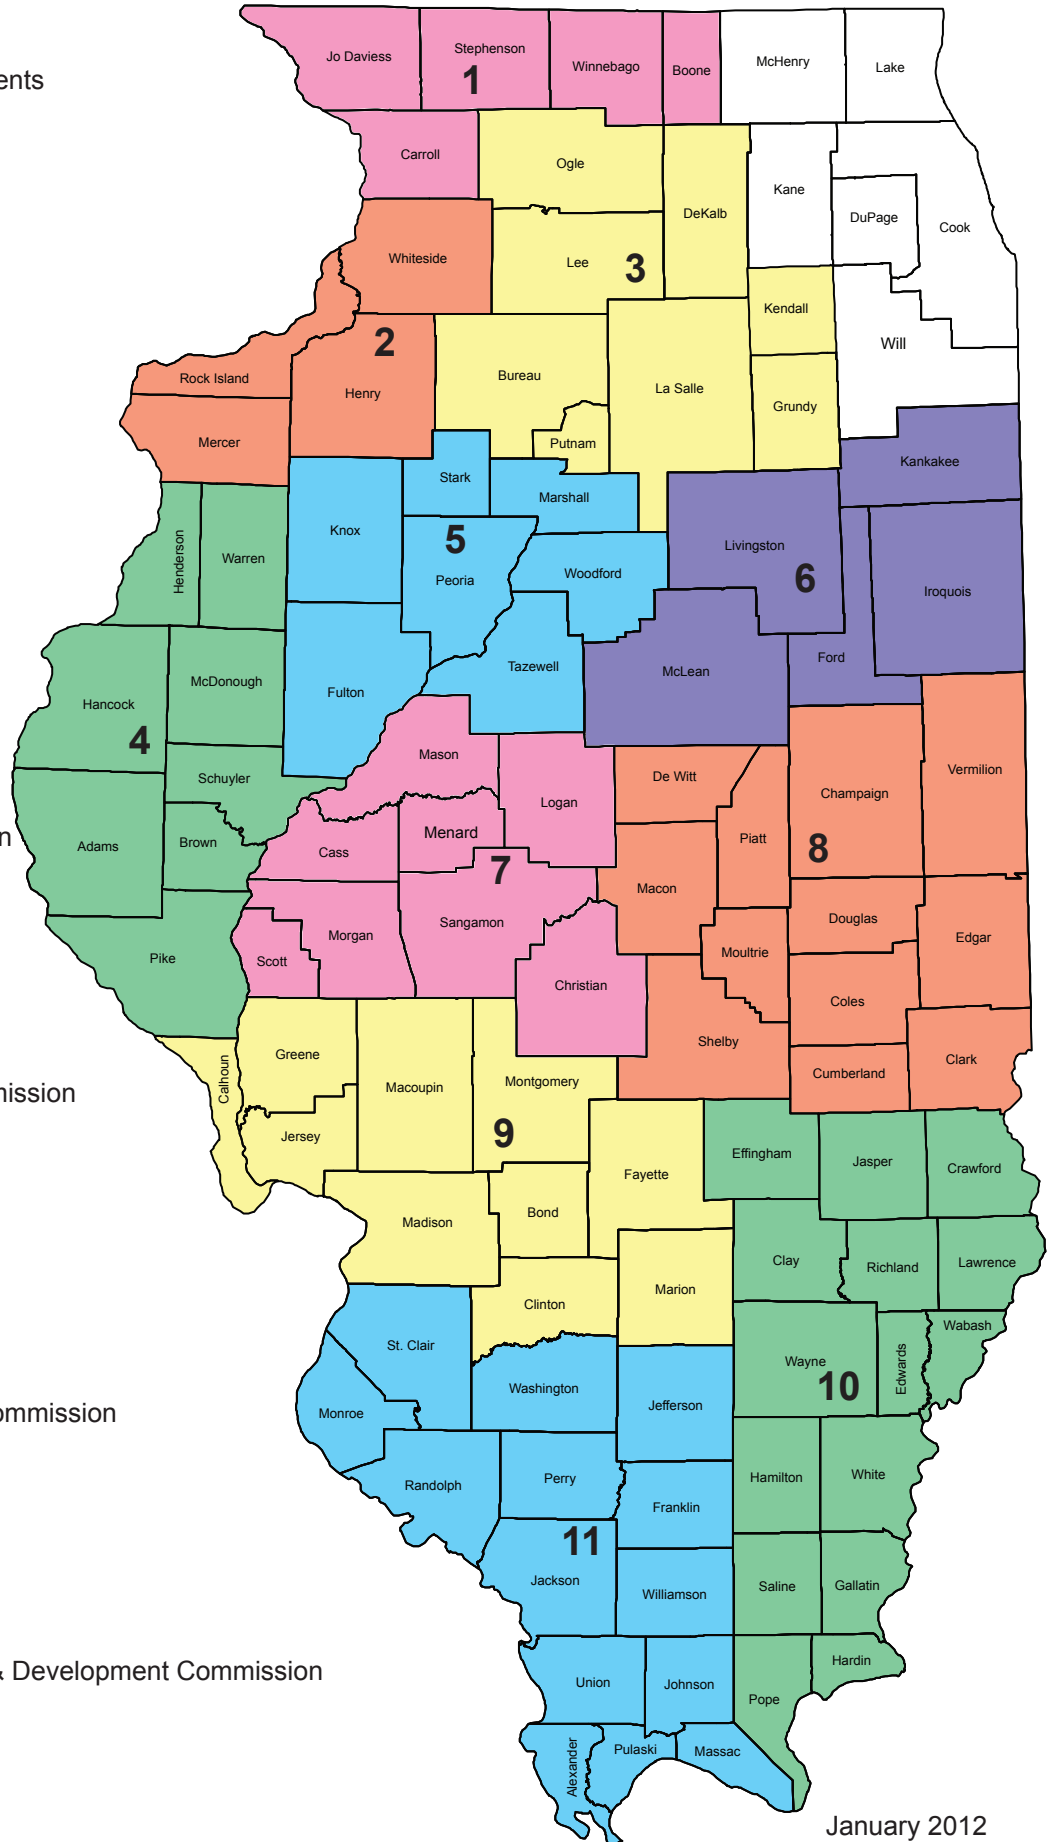 Jo Daviess
Stephenson
1
Winnebago
Boone
McHenry
Lake
ents
Carroll
Ogle
DeKalb
Kane
DuPage
Cook
Whiteside
Lee
3
Kendall
Will
2
Rock Island
Henry
Bureau
La Salle
Grundy
Mercer
Putnam
Kankakee
Stark
Marshall
Henderson
Warren
Knox
5
Peoria
Woodford
Livingston
6
Iroquois
Hancock
4
McDonough
Fulton
Tazewell
McLean
Ford
Mason
Schuyler
Logan
De Witt
Champaign
Vermilion
n
Adams
Brown
Cass
Menard
7
Piatt
8
Macon
Pike
Scott
Morgan
Sangamon
Christian
Moultrie
Douglas
Edgar
Shelby
Coles
Cumberland
Clark
Calhoun
Greene
Macoupin
Montgomery
nission
Jersey
9
Fayette
Effingham
Jasper
Crawford
Madison
Bond
Clay
Richland
Lawrence
Clinton
Marion
St. Clair
Wayne
10
Edwards
Wabash
Monroe
Washington
Jefferson
ommission
Randolph
Perry
Franklin
Hamilton
White
11
Jackson
Williamson
Saline
Gallatin
& Development Commission
Union
Johnson
Pope
Hardin
Alexander
Pulaski
Massac
January 2012